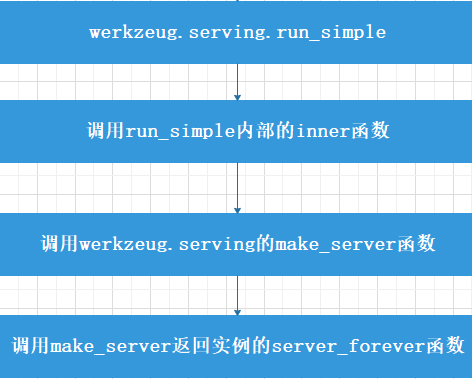 werkzeug.serving.run_simple
调用run_simple内部的inner函数
调用werkzeug.serving的make_server函数
调用make_server返回实例的server_forever函数